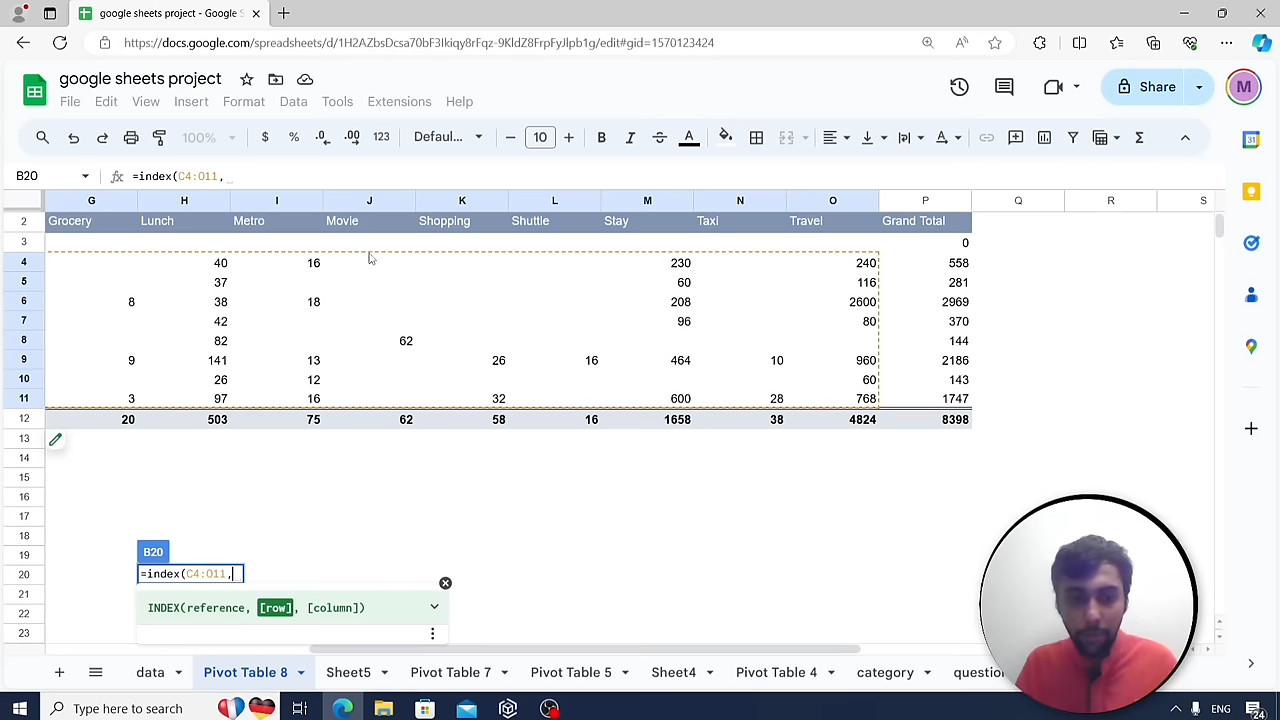 google sheets project - Google S
https://docs.google.com/spreadsheets/d/1H2AZbsDcsa70bF3Ikiqy8rFqz-9KldZ8FrpFyJlpb1g/edit#gid=1570123424
google sheets project
File Edit View Insert Format Data Tools Extensions Help
Share
M
100% $ % .0 .00 123 Defaul... 10 B I S A
B20 fx =index(C4:O11,
G H I J K L M N O P Q R S
2 Grocery Lunch Metro Movie Shopping Shuttle Stay Taxi Travel Grand Total
3 0
4 40 16 230 240 558
5 37 60 116 281
6 8 38 18 208 2600 2969
7 42 96 80 370
8 82 62 144
9 9 141 13 26 16 464 10 960 2186
10 26 12 60 143
11 3 97 16 32 600 28 768 1747
12 20 503 75 62 58 16 1658 38 4824 8398
13
14
15
16
17
18
19 B20
20 =index(C4:O11,
21
22 INDEX(reference, [row], [column])
23
data Pivot Table 8 Sheet5 Pivot Table 7 Pivot Table 5 Sheet4 Pivot Table 4 category question
Type here to search ENG 24